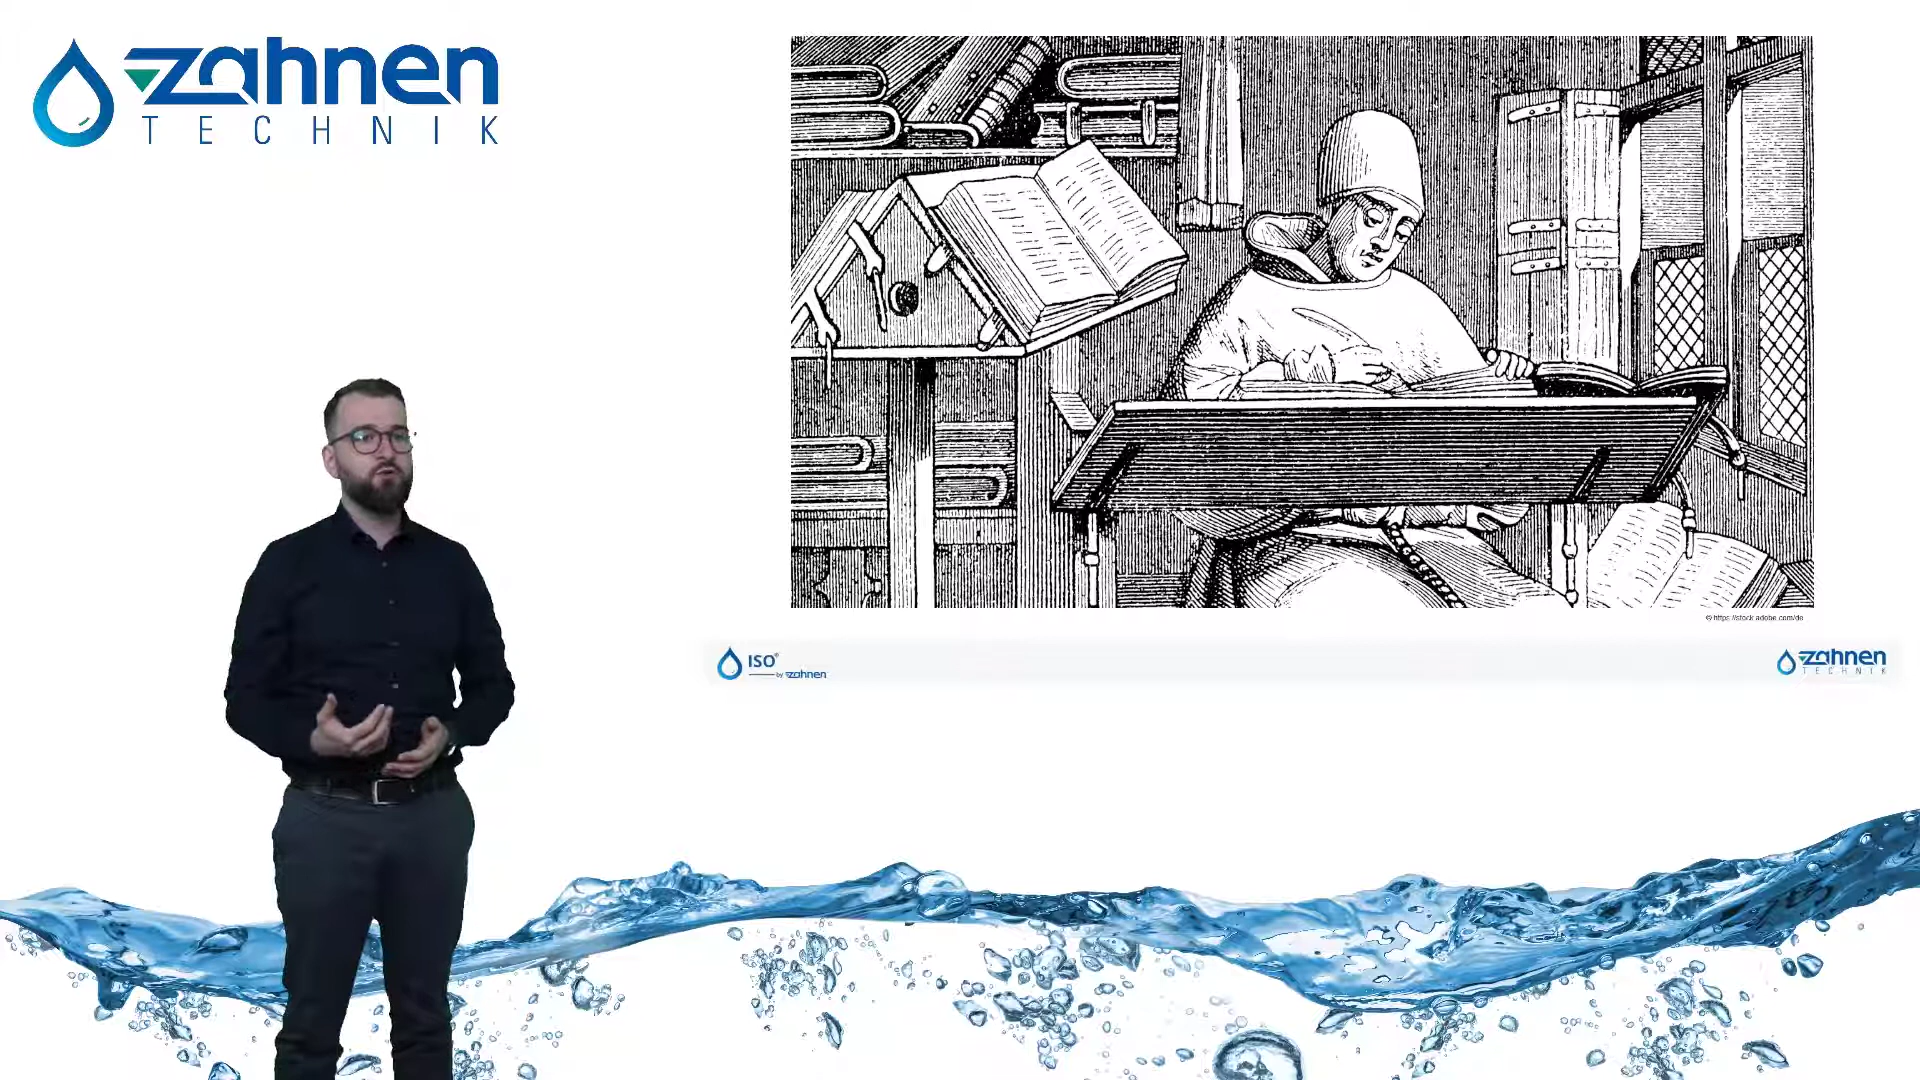 zahnen
TECHNIK
© https://stock.adobe.com/de
ISO®
by zahnen
zahnen
TECHNIK